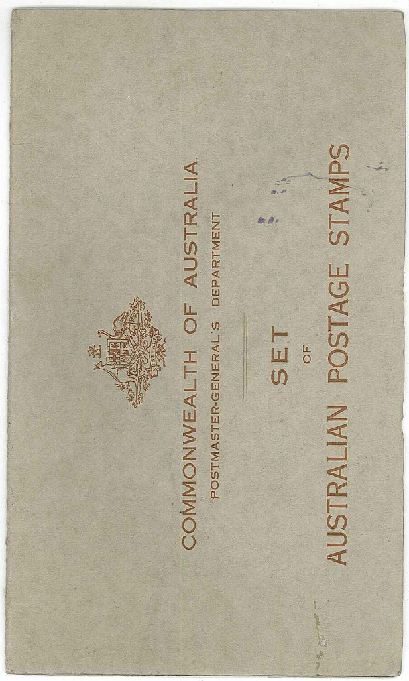 COMMONWEALTH OF AUSTRALIA
POSTMASTER-GENERAL'S DEPARTMENT
SET
OF
AUSTRALIAN POSTAGE STAMPS